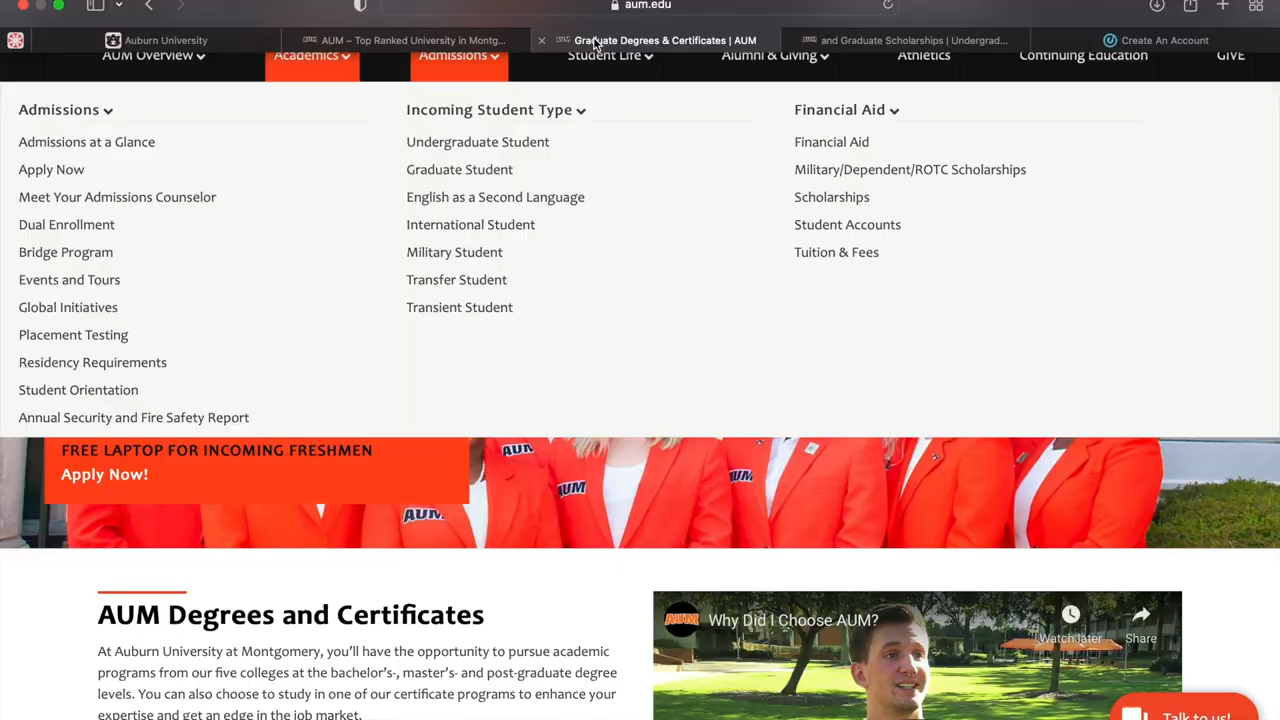 aum.edu
Auburn University
AUM – Top Ranked University in Montg...
Graduate Degrees & Certificates | AUM
and Graduate Scholarships | Undergrad...
Create An Account
AUM Overview
Academics
Admissions
Student Life
Alumni & Giving
Athletics
Continuing Education
GIVE
Admissions
Admissions at a Glance
Apply Now
Meet Your Admissions Counselor
Dual Enrollment
Bridge Program
Events and Tours
Global Initiatives
Placement Testing
Residency Requirements
Student Orientation
Annual Security and Fire Safety Report
Incoming Student Type
Undergraduate Student
Graduate Student
English as a Second Language
International Student
Military Student
Transfer Student
Transient Student
Financial Aid
Financial Aid
Military/Dependent/ROTC Scholarships
Scholarships
Student Accounts
Tuition & Fees
FREE LAPTOP FOR INCOMING FRESHMEN
Apply Now!
AUM
AUM
AUM
AUM
AUM Degrees and Certificates
At Auburn University at Montgomery, you'll have the opportunity to pursue academic
programs from our five colleges at the bachelor's-, master's- and post-graduate degree
levels. You can also choose to study in one of our certificate programs to enhance your
expertise and get an edge in the job market.
AUM
Why Did I Choose AUM?
Watch later
Share
Talk to us!